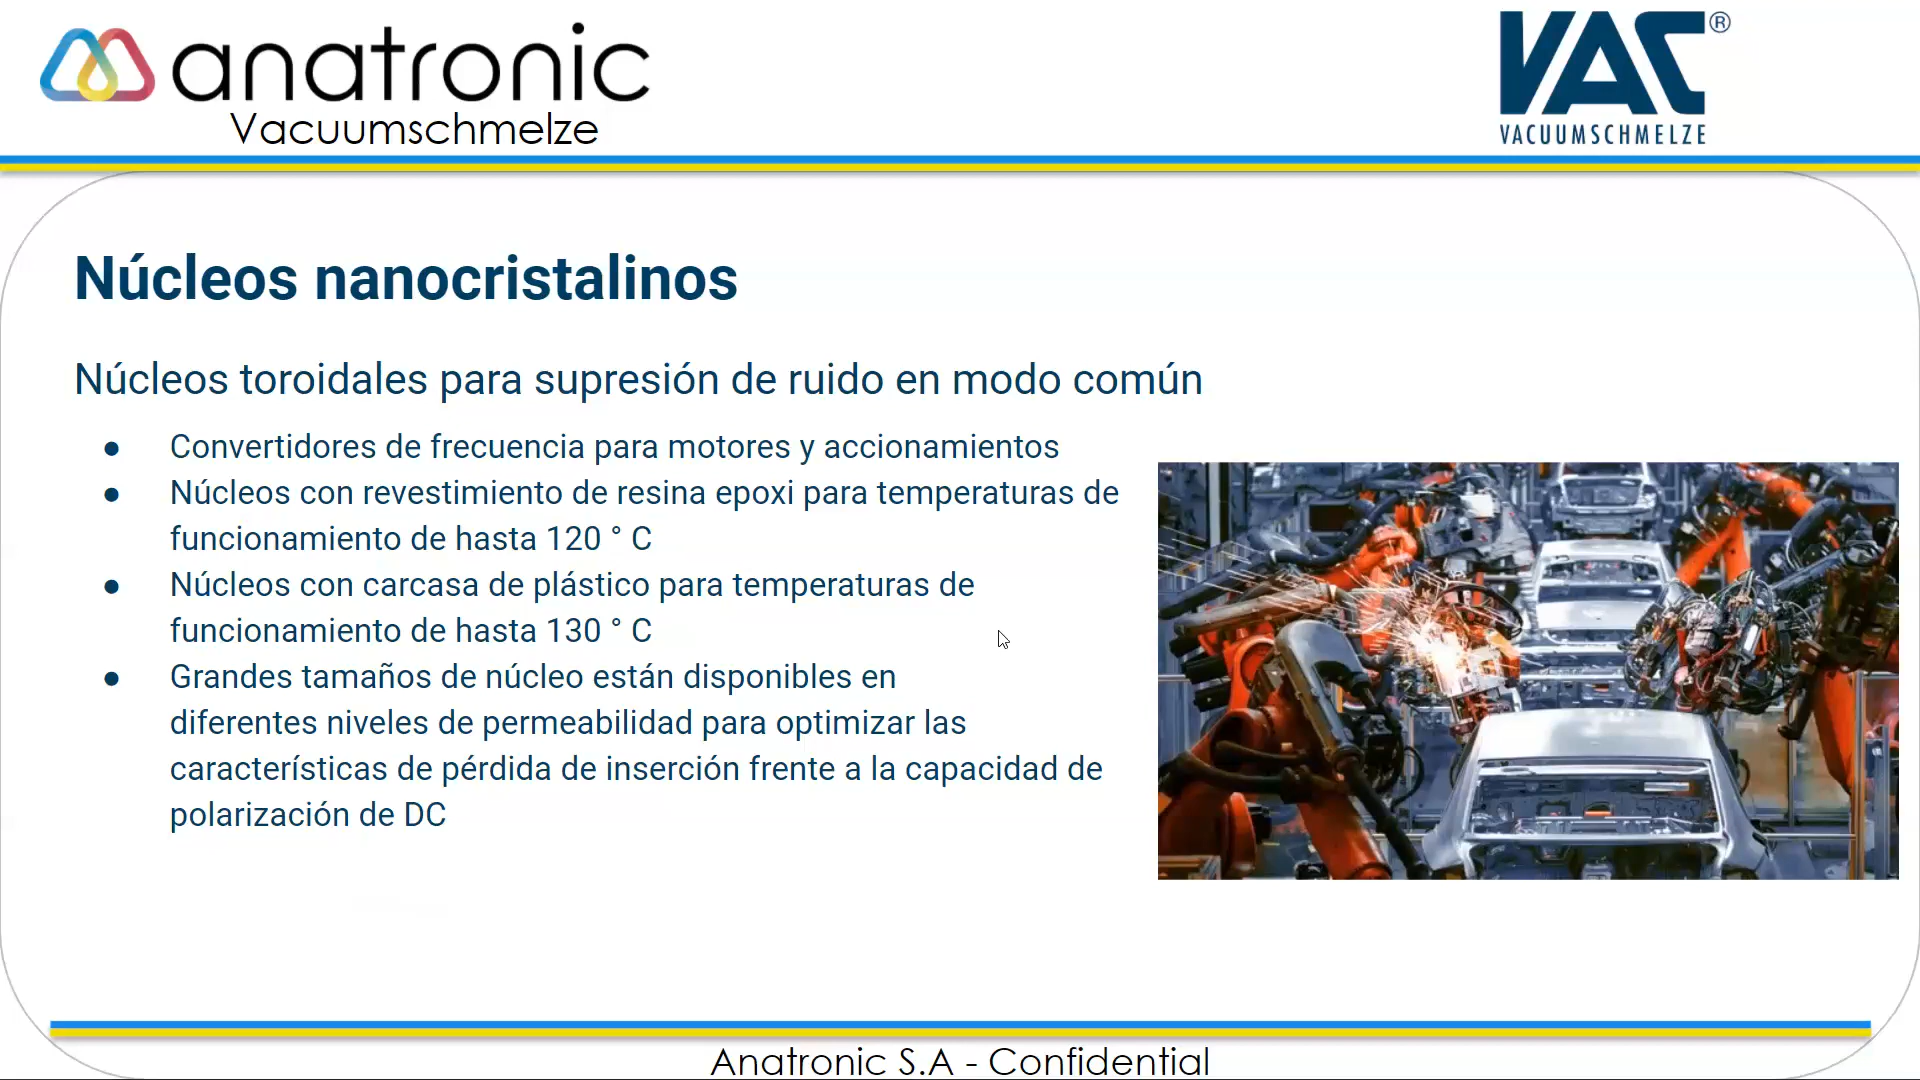 anatronic
Vacuumschmelze
VAC®
VACUUMSCHMELZE
Núcleos nanocristalinos
Núcleos toroidales para supresión de ruido en modo común
● Convertidores de frecuencia para motores y accionamientos
● Núcleos con revestimiento de resina epoxi para temperaturas de
funcionamiento de hasta 120 ° C
● Núcleos con carcasa de plástico para temperaturas de
funcionamiento de hasta 130 ° C
● Grandes tamaños de núcleo están disponibles en
diferentes niveles de permeabilidad para optimizar las
características de pérdida de inserción frente a la capacidad de
polarización de DC
Anatronic S.A - Confidential